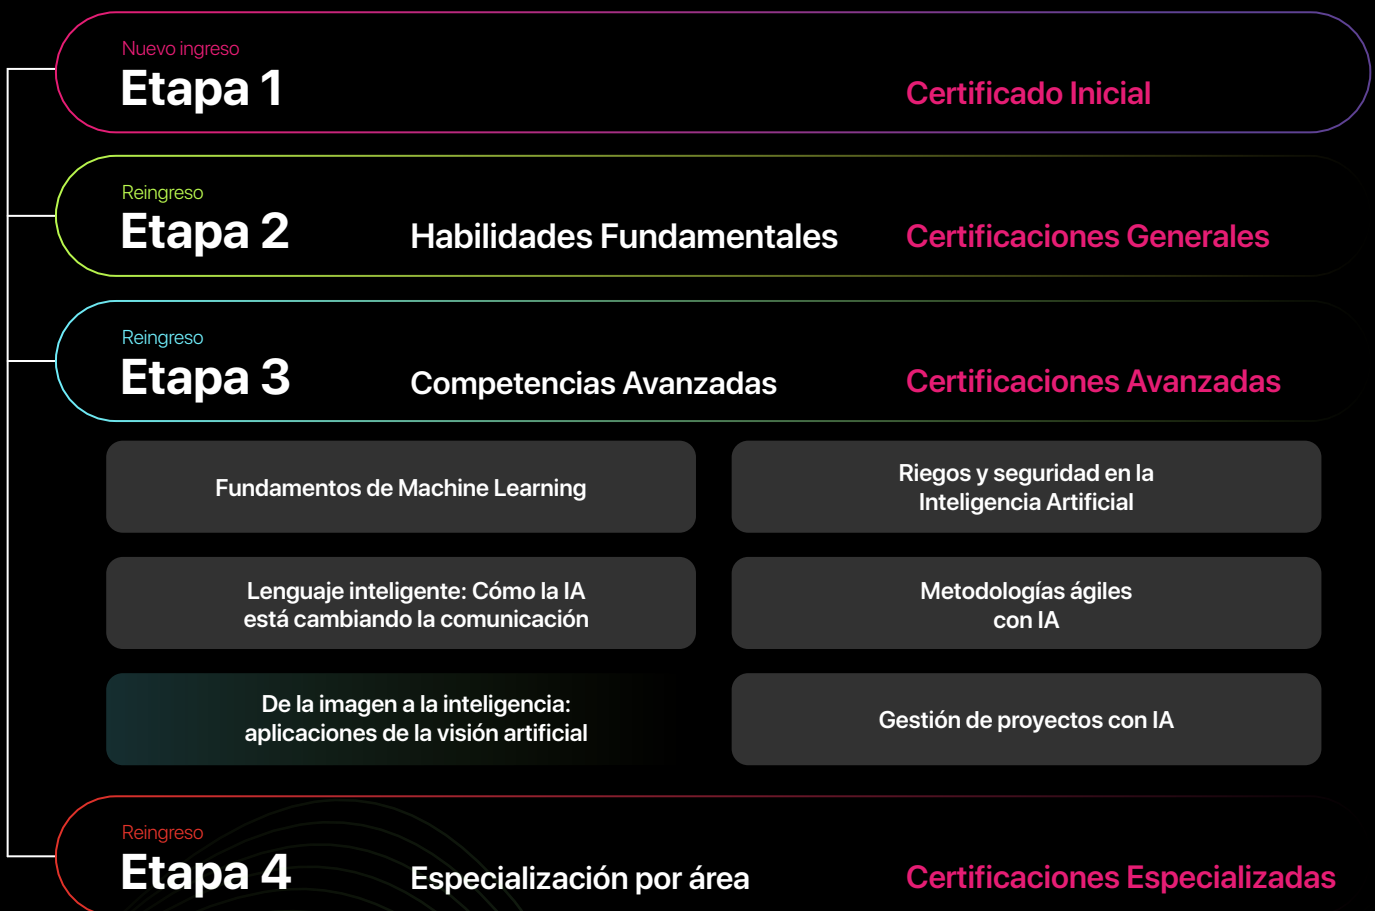 Nuevo ingreso
Etapa 1
Certificado Inicial
Reingreso
Etapa 2
Habilidades Fundamentales
Certificaciones Generales
Reingreso
Etapa 3
Competencias Avanzadas
Certificaciones Avanzadas
Fundamentos de Machine Learning
Riegos y seguridad en la
Inteligencia Artificial
Lenguaje inteligente: Cómo la IA
está cambiando la comunicación
Metodologías ágiles
con IA
De la imagen a la inteligencia:
aplicaciones de la visión artificial
Gestión de proyectos con IA
Reingreso
Etapa 4
Especialización por área
Certificaciones Especializadas